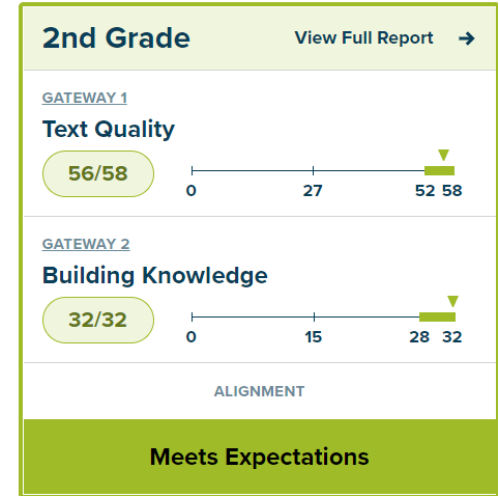 2nd Grade
View Full Report →
GATEWAY 1
Text Quality
56/58
0 27 52 58
GATEWAY 2
Building Knowledge
32/32
0 15 28 32
ALIGNMENT
Meets Expectations